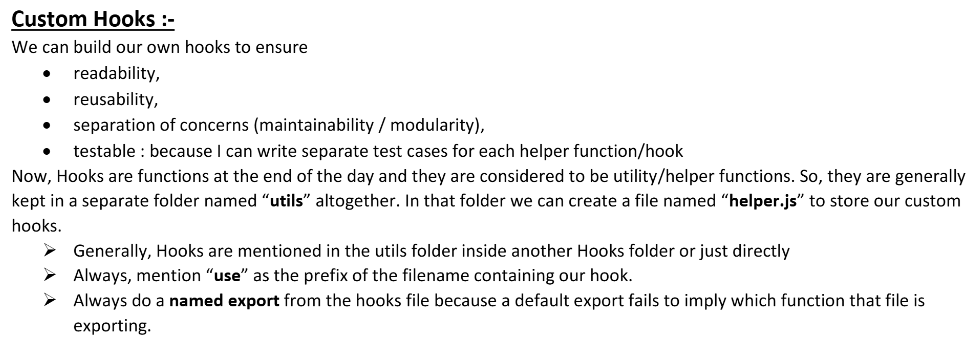 Custom Hooks :-
We can build our own hooks to ensure
• readability,
• reusability,
• separation of concerns (maintainability / modularity),
• testable : because I can write separate test cases for each helper function/hook
Now, Hooks are functions at the end of the day and they are considered to be utility/helper functions. So, they are generally
kept in a separate folder named “utils” altogether. In that folder we can create a file named “helper.js” to store our custom
hooks.
➤ Generally, Hooks are mentioned in the utils folder inside another Hooks folder or just directly
➤ Always, mention “use” as the prefix of the filename containing our hook.
➤ Always do a named export from the hooks file because a default export fails to imply which function that file is
exporting.